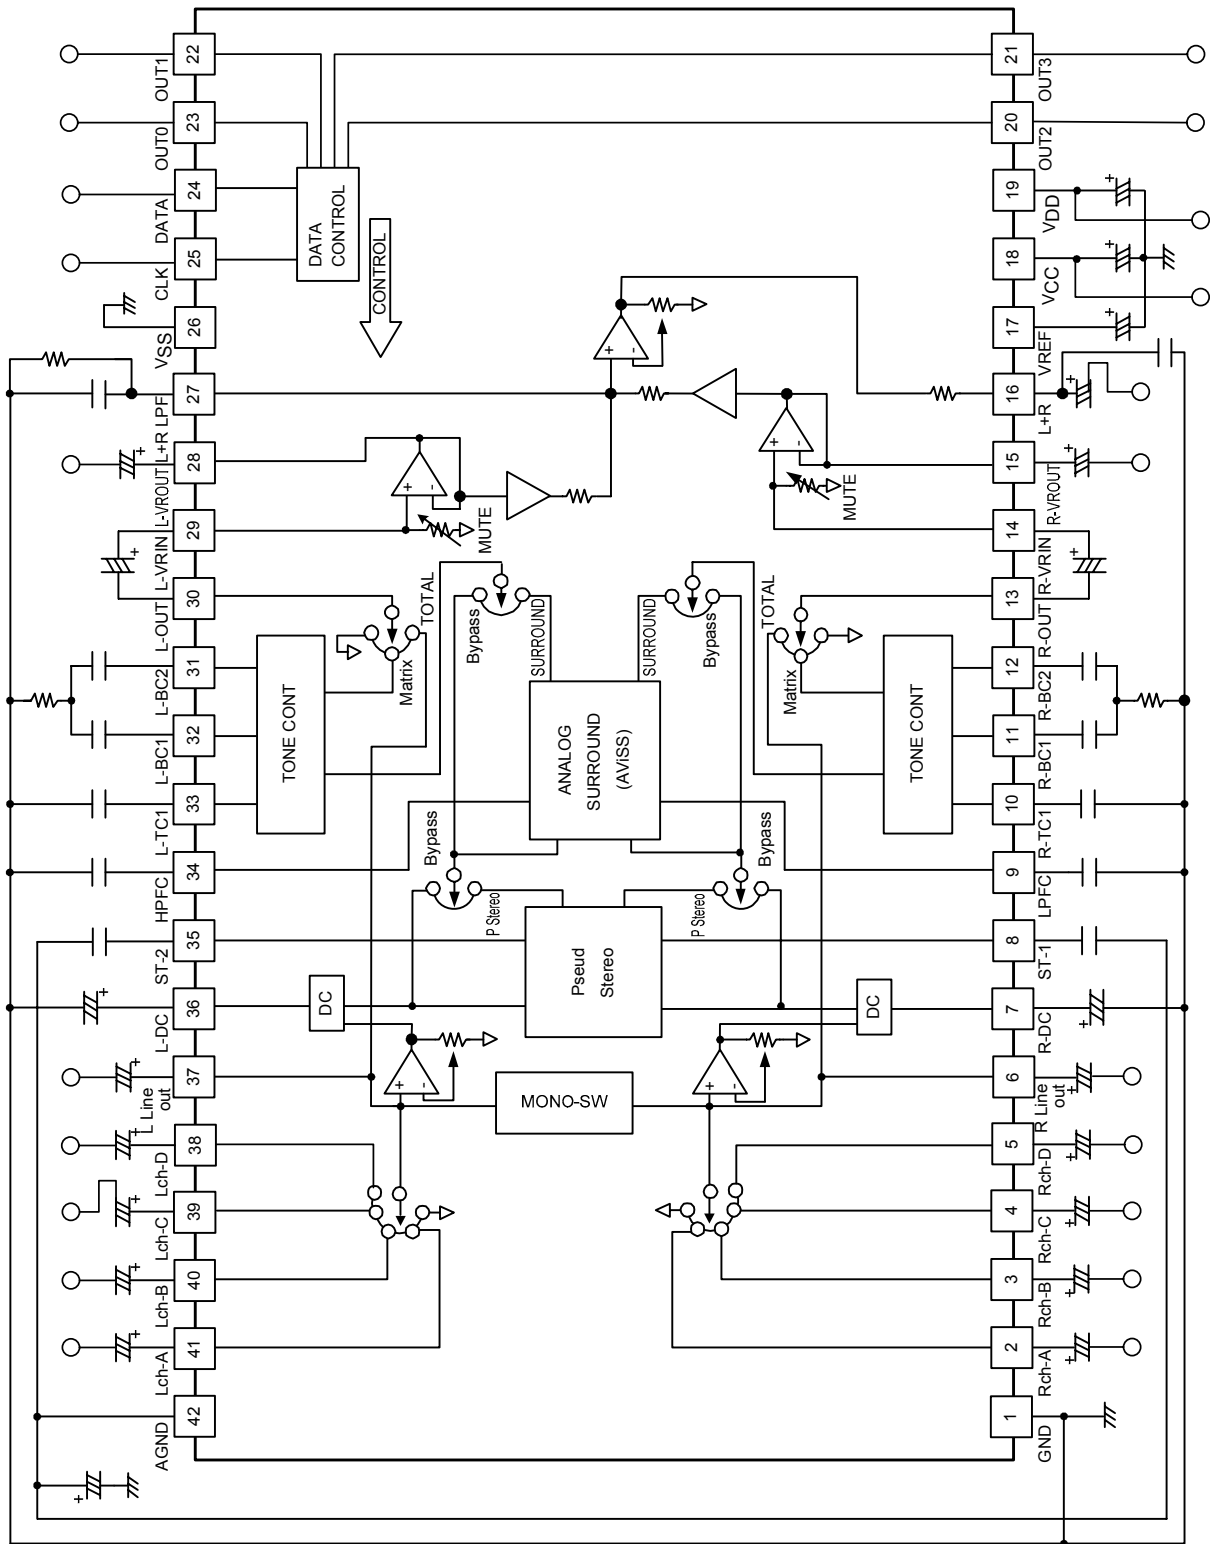 22
OUT1
23
OUT0
24
DATA
25
CLK
26
VSS
27
L+R LPF
28
L-VROUT
29
L-VRIN
30
L-OUT
31
L-BC2
32
L-BC1
33
L-TC1
34
HPFC
35
ST-2
36
L-DC
37
L Line
out
38
Lch-D
39
Lch-C
40
Lch-B
41
Lch-A
42
AGND
21
OUT3
20
OUT2
19
VDD
18
VCC
17
VREF
16
L+R
15
R-VROUT
14
R-VRIN
13
R-OUT
12
R-BC2
11
R-BC1
10
R-TC1
9
LPFC
8
ST-1
7
R-DC
6
R Line
out
5
Rch-D
4
Rch-C
3
Rch-B
2
Rch-A
1
GND
DATA
CONTROL
CONTROL
MUTE
MUTE
TOTAL
Matrix
Bypass
SURROUND
SURROUND
Bypass
TOTAL
Matrix
TONE CONT
ANALOG
SURROUND
(AViSS)
TONE CONT
Bypass
P Stereo
P Stereo
Bypass
Pseud
Stereo
DC
DC
MONO-SW